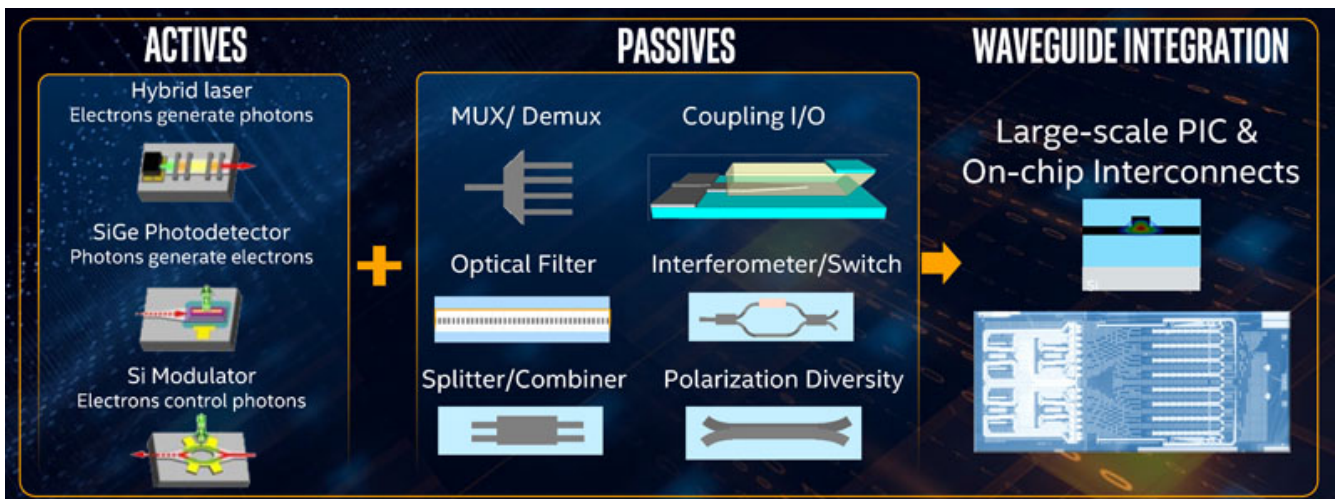 ACTIVES
Hybrid laser
Electrons generate photons
SiGe Photodetector
Photons generate electrons
Si Modulator
Electrons control photons
PASSIVES
MUX/ Demux
Coupling I/O
Optical Filter
Interferometer/Switch
Splitter/Combiner
Polarization Diversity
WAVEGUIDE INTEGRATION
Large-scale PIC &
On-chip Interconnects
Si